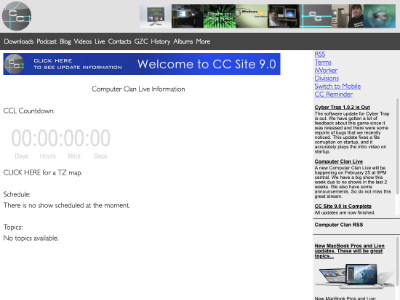 Downloads Podcast Blog Videos Live Contacts GZC History Albums More
CLICK HERE
TO SEE UPDATE INFORMATION
Welcome to CC Site 9.0
Computer Clan Live Information
CCL Countdown:
00:00:00:00
Days Hours Mins Secs
CLICK HERE for a TZ map.
Schedule:
There is no show scheduled at the moment.
Topics:
No topics available.
RSS
Terms
iWorker
Divisions
Switch to Mobile
CC Reminder
Cyber Trap 1.0.2 is Out
The software update for Cyber Trap
is out. We have gotten a lot of
feedback about this game since it
was released and there were some
reports of bugs that we recently
noticed. This update fixes a file
corruption on startup, and it
accurately plays the intro video on
startup.
Computer Clan Live
A new Computer Clan Live will be
happening on February 25 at 8PM
central. We have a big show this
week due to no shows in the last 2
weeks. We also have some
announcements. So do not miss this
great stream.
CC Site 9.0 is Complete
All updates are now finished.
Computer Clan RSS
New MacBook Pros and Lion
updates. These will be great
topics...
New MacBook Pros and Lion